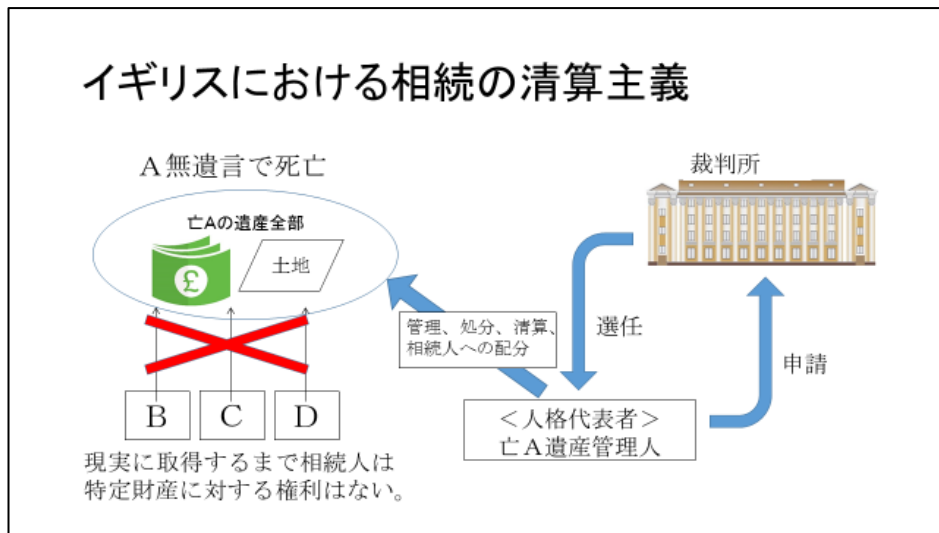 イギリスにおける相続の清算主義
A無遺言で死亡
裁判所
亡Aの遺産全部
£
土地
管理、処分、清算、
相続人への配分
選任
申請
B
C
D
<人格代表者>
亡A遺産管理人
現実に取得するまで相続人は
特定財産に対する権利はない。